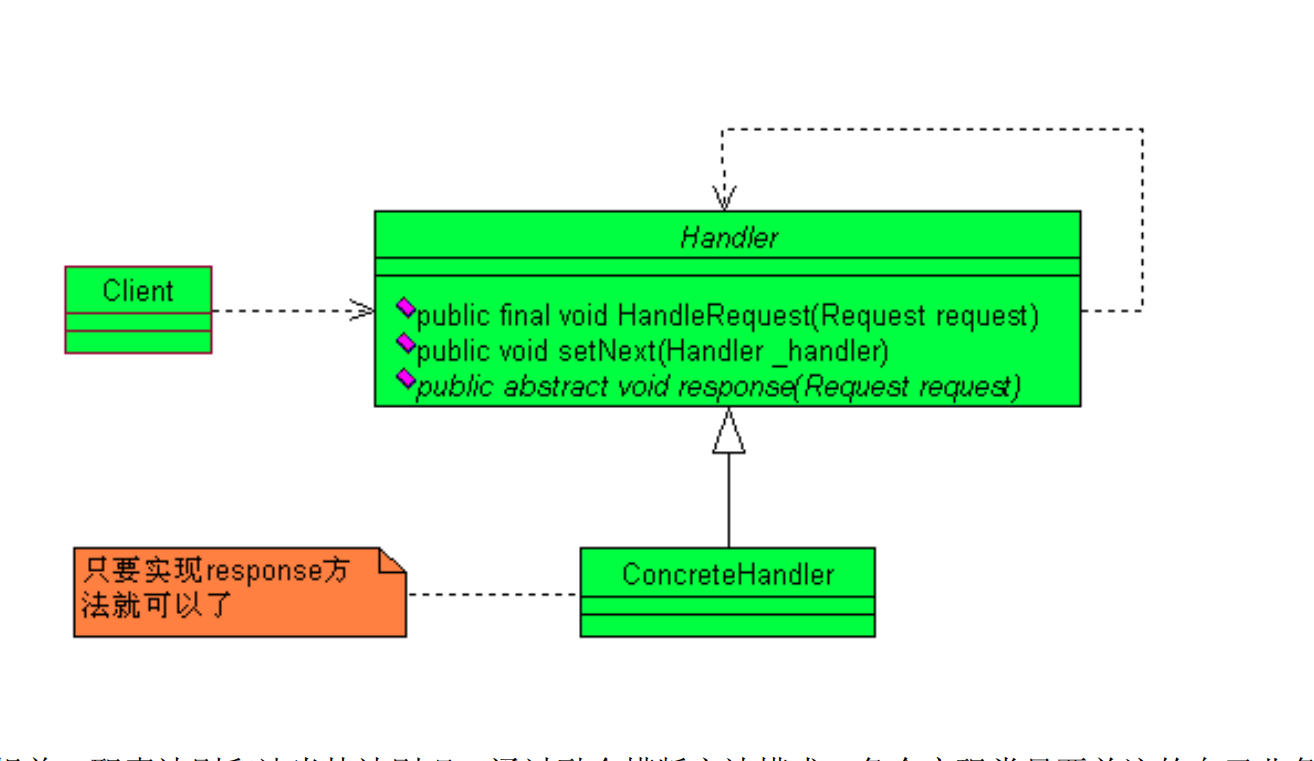 Handler
Client
public final void HandleRequest(Request request)
public void setNext(Handler _handler)
public abstract void response(Request request)
只要实现response方
法就可以了
ConcreteHandler